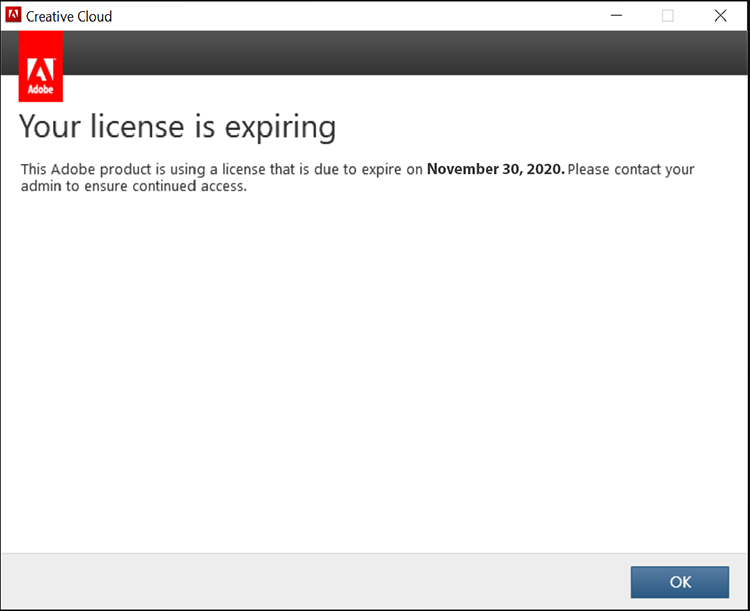 Creative Cloud
Adobe
Your license is expiring
This Adobe product is using a license that is due to expire on November 30, 2020. Please contact your
admin to ensure continued access.
OK